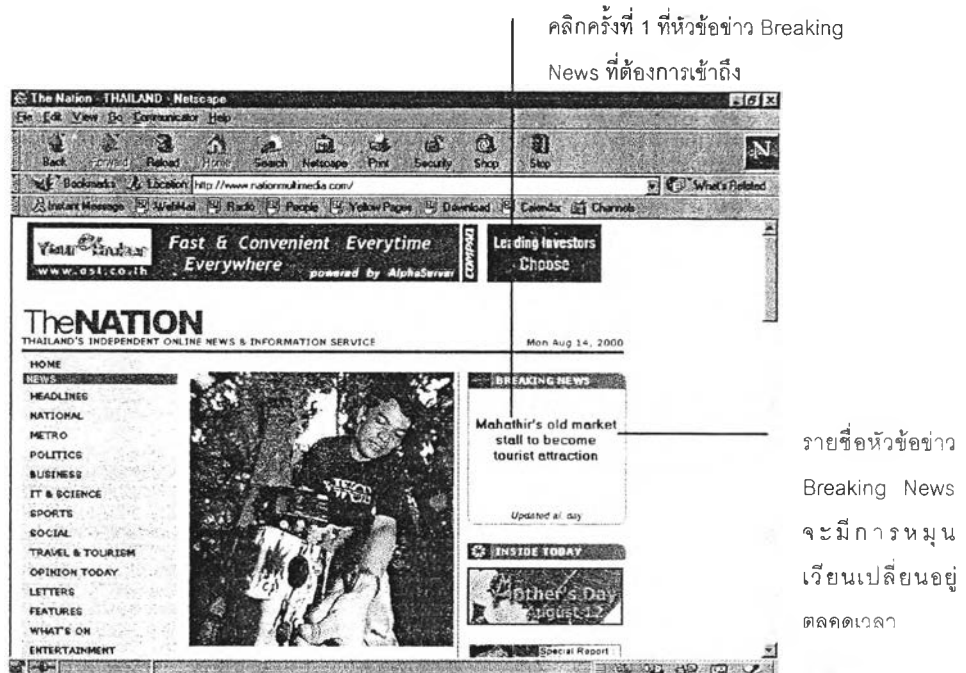 คลิกครั้งที่ 1 ที่หัวข้อข่าว Breaking
News ที่ต้องการเข้าถึง
The Nation - THAILAND - Netscape
File Edit View Go Communicator Help
Back Forward Reload Home Search Netscape Print Security Shop Stop
N
Bookmarks Location: http://www.nationmultimedia.com/ What's Related
Instant Message WebMail Radio People Yellow Pages Download Calendar Channels
Fast & Convenient Everytime
Everywhere
www.asl.co.th
powered by AlphaServer
COMPAQ
Leading Investors
Choose
TheNATION
THAILAND'S INDEPENDENT ONLINE NEWS & INFORMATION SERVICE
Mon Aug 14, 2000
HOME
NEWS
HEADLINES
NATIONAL
METRO
POLITICS
BUSINESS
IT & SCIENCE
SPORTS
SOCIAL
TRAVEL & TOURISM
OPINION TODAY
LETTERS
FEATURES
WHAT'S ON
ENTERTAINMENT
BREAKING NEWS
Mahathir's old market
stall to become
tourist attraction
Updated all day
INSIDE TODAY
other's Day
August 12
Special Report :
รายชื่อหัวข้อข่าว
Breaking News
จะมีการหมุน
เวียนเปลี่ยนอยู่
ตลอดเวลา